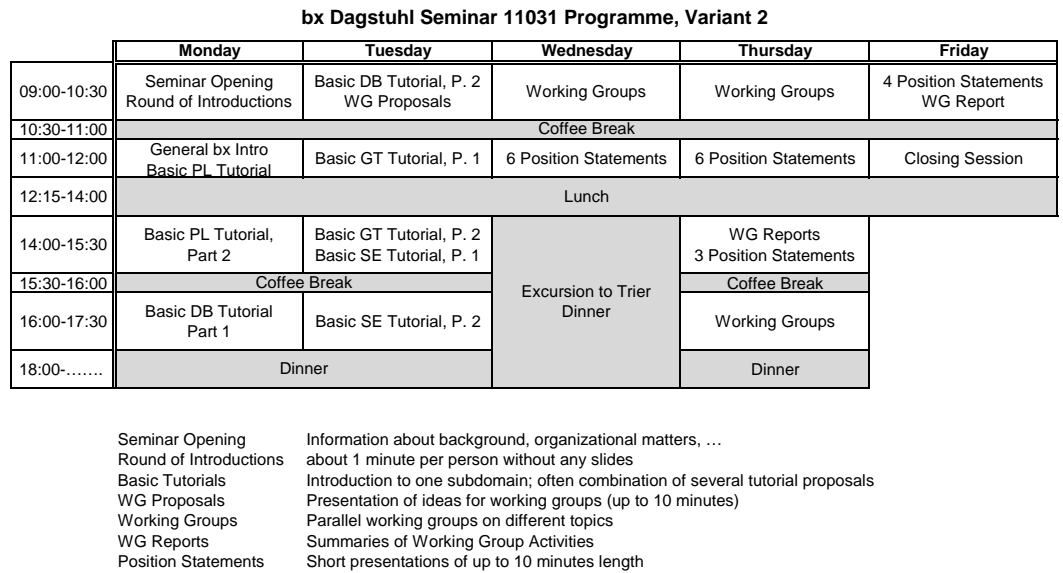 bx Dagstuhl Seminar 11031 Programme, Variant 2
Monday Tuesday Wednesday Thursday Friday
09:00-10:30
Seminar Opening
Round of Introductions
Basic DB Tutorial, P. 2
WG Proposals
Working Groups
Working Groups
4 Position Statements
WG Report
10:30-11:00
Coffee Break
11:00-12:00
General bx Intro
Basic PL Tutorial
Basic GT Tutorial, P. 1
6 Position Statements
6 Position Statements
Closing Session
12:15-14:00
Lunch
14:00-15:30
Basic PL Tutorial,
Part 2
Basic GT Tutorial, P. 2
Basic SE Tutorial, P. 1
Excursion to Trier
Dinner
WG Reports
3 Position Statements
15:30-16:00
Coffee Break
Coffee Break
16:00-17:30
Basic DB Tutorial
Part 1
Basic SE Tutorial, P. 2
Working Groups
18:00-…….
Dinner
Dinner
Seminar Opening Information about background, organizational matters, …
Round of Introductions about 1 minute per person without any slides
Basic Tutorials Introduction to one subdomain; often combination of several tutorial proposals
WG Proposals Presentation of ideas for working groups (up to 10 minutes)
Working Groups Parallel working groups on different topics
WG Reports Summaries of Working Group Activities
Position Statements Short presentations of up to 10 minutes length